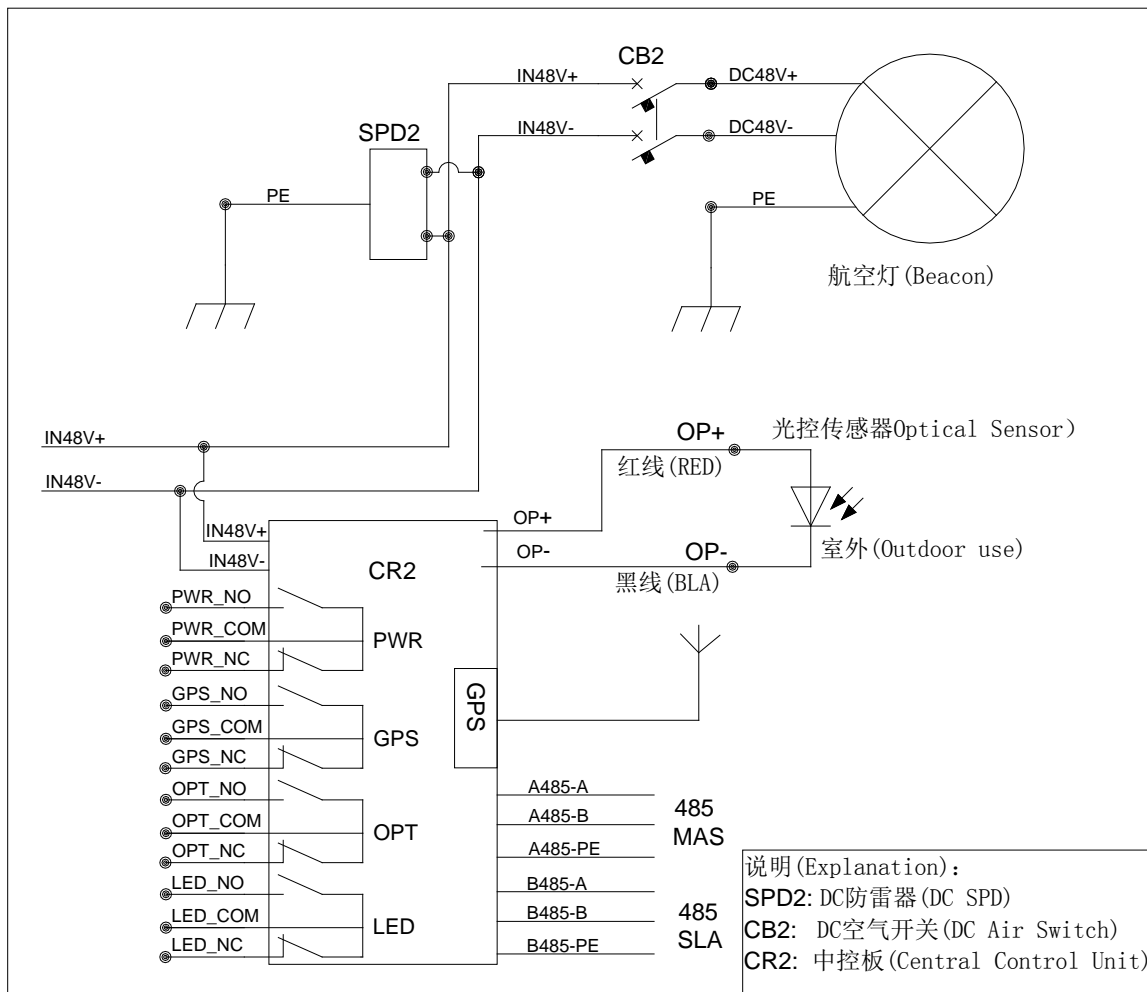 CB2
IN48V+
DC48V+
IN48V-
DC48V-
SPD2
PE
PE
航空灯(Beacon)
IN48V+
IN48V-
OP+
光控传感器Optical Sensor）
红线(RED)
OP+
IN48V+
OP-
IN48V-
OP-
室外(Outdoor use)
黑线(BLA)
CR2
PWR_NO
PWR_COM
PWR
PWR_NC
GPS_NO
GPS
GPS_COM
GPS
GPS_NC
OPT_NO
OPT_COM
OPT
OPT_NC
LED_NO
LED_COM
LED
LED_NC
A485-A
A485-B
A485-PE
485
MAS
B485-A
B485-B
B485-PE
485
SLA
说明(Explanation):
SPD2: DC防雷器(DC SPD)
CB2: DC空气开关(DC Air Switch)
CR2: 中控板(Central Control Unit)